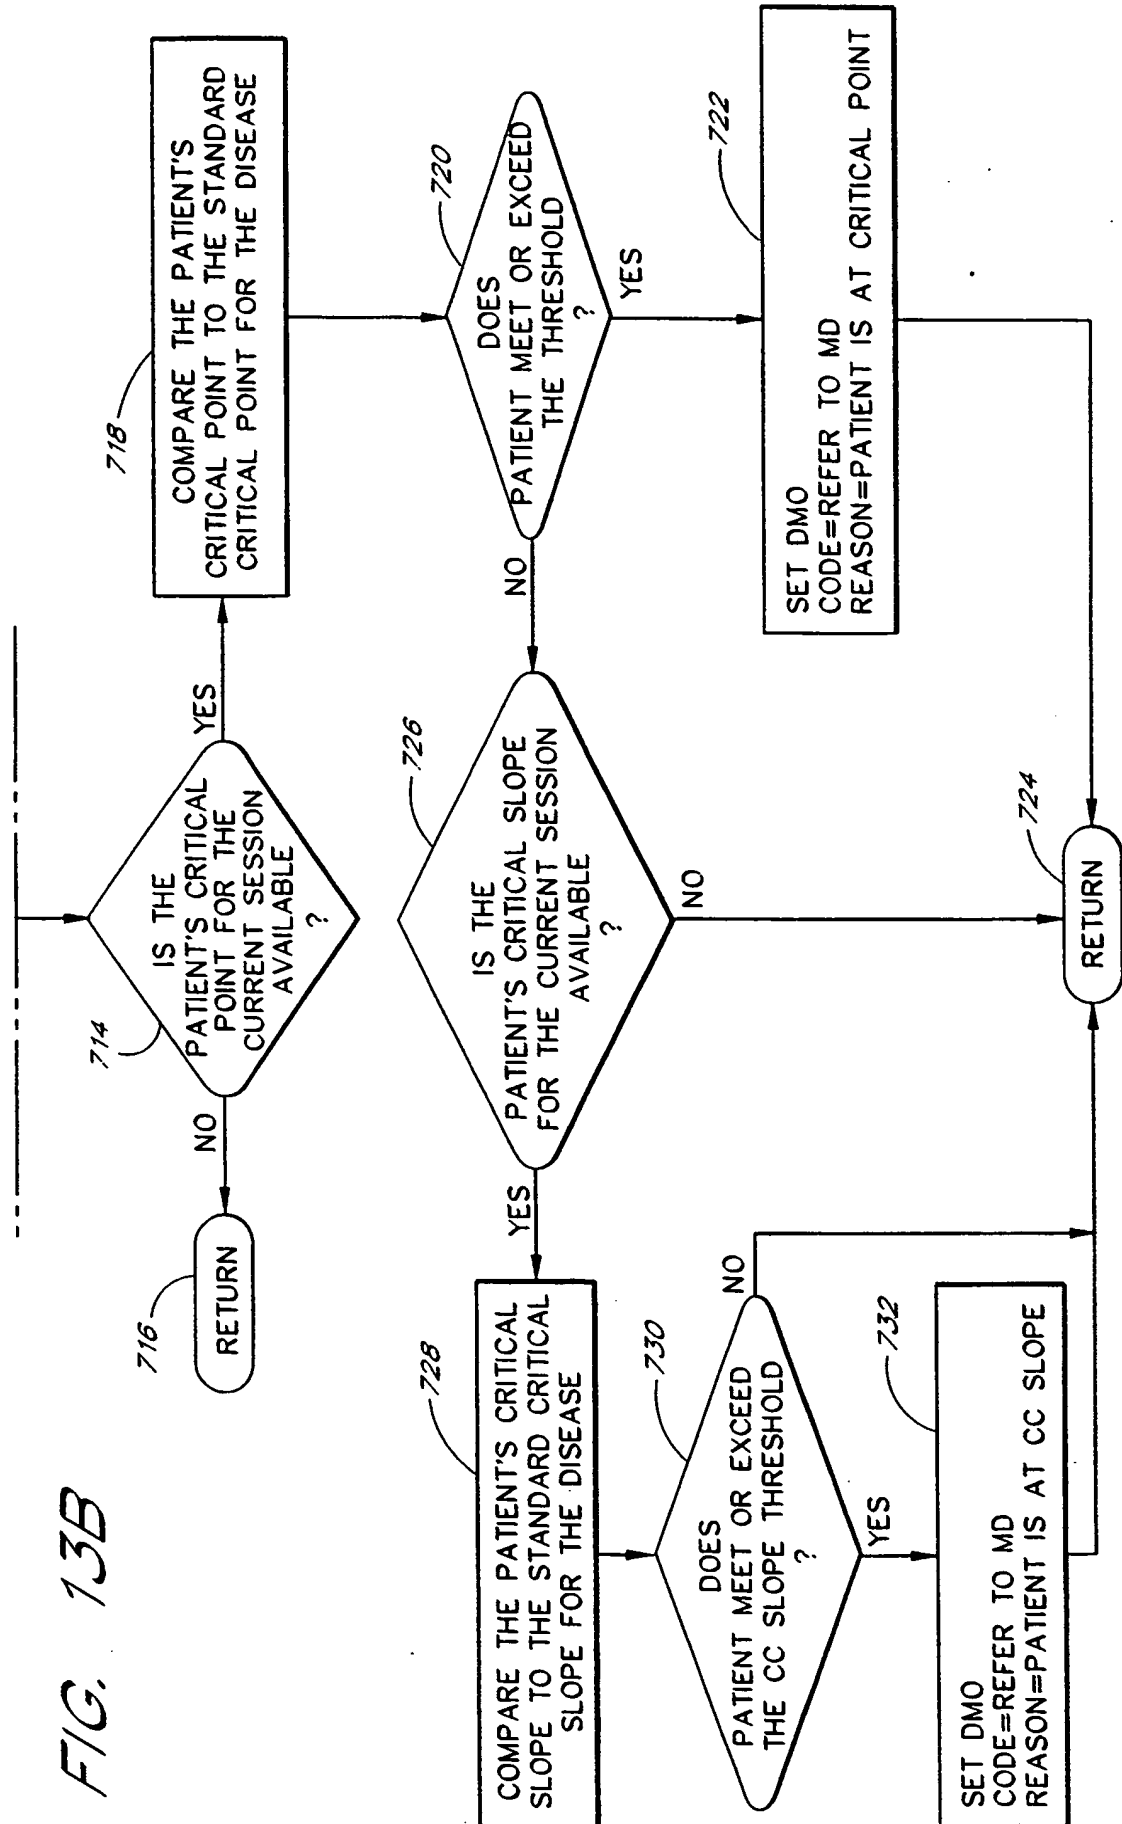 FIG. 13B
714
IS THE
PATIENT'S CRITICAL
POINT FOR THE
CURRENT SESSION
AVAILABLE
?
NO
YES
716
RETURN
718
COMPARE THE PATIENT'S
CRITICAL POINT TO THE STANDARD
CRITICAL POINT FOR THE DISEASE
720
DOES
PATIENT MEET OR EXCEED
THE THRESHOLD
?
NO
YES
722
SET DMO
CODE=REFER TO MD
REASON=PATIENT IS AT CRITICAL POINT
726
IS THE
PATIENT'S CRITICAL SLOPE
FOR THE CURRENT SESSION
AVAILABLE
?
YES
NO
724
RETURN
728
COMPARE THE PATIENT'S CRITICAL
SLOPE TO THE STANDARD CRITICAL
SLOPE FOR THE DISEASE
730
DOES
PATIENT MEET OR EXCEED
THE CC SLOPE THRESHOLD
?
NO
YES
732
SET DMO
CODE=REFER TO MD
REASON=PATIENT IS AT CC SLOPE